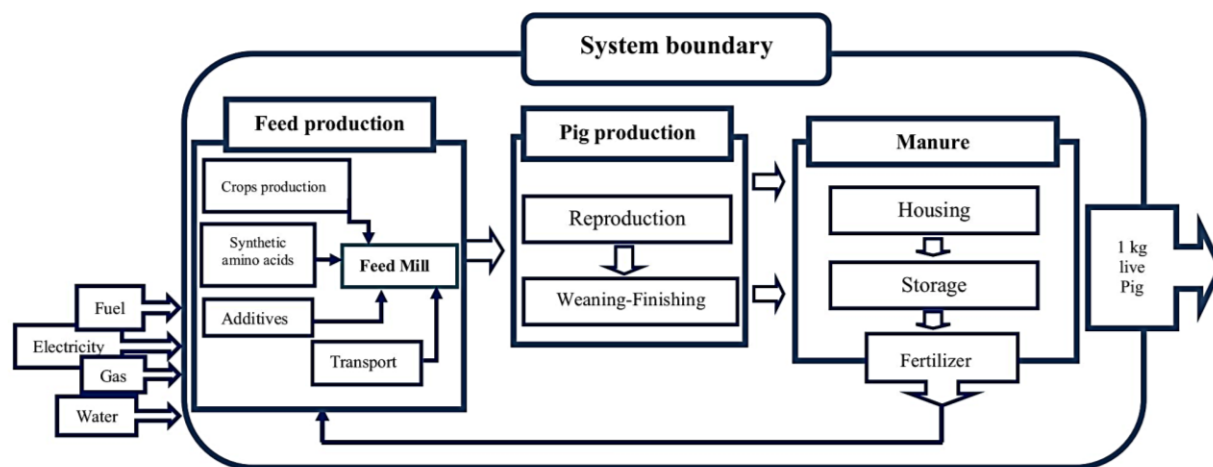 System boundary
Feed production
Crops production
Synthetic
amino acids
Feed Mill
Additives
Transport
Fuel
Electricity
Gas
Water
Pig production
Reproduction
Weaning-Finishing
Manure
Housing
Storage
Fertilizer
1 kg
live
Pig